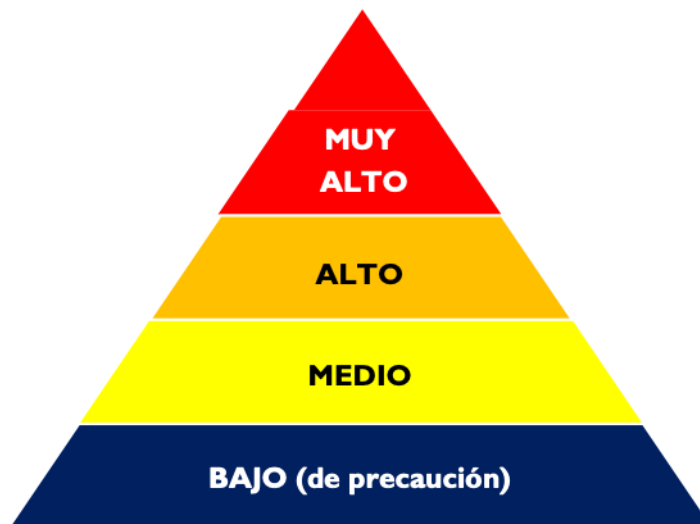 MUY
ALTO
ALTO
MEDIO
BAJO (de precaución)